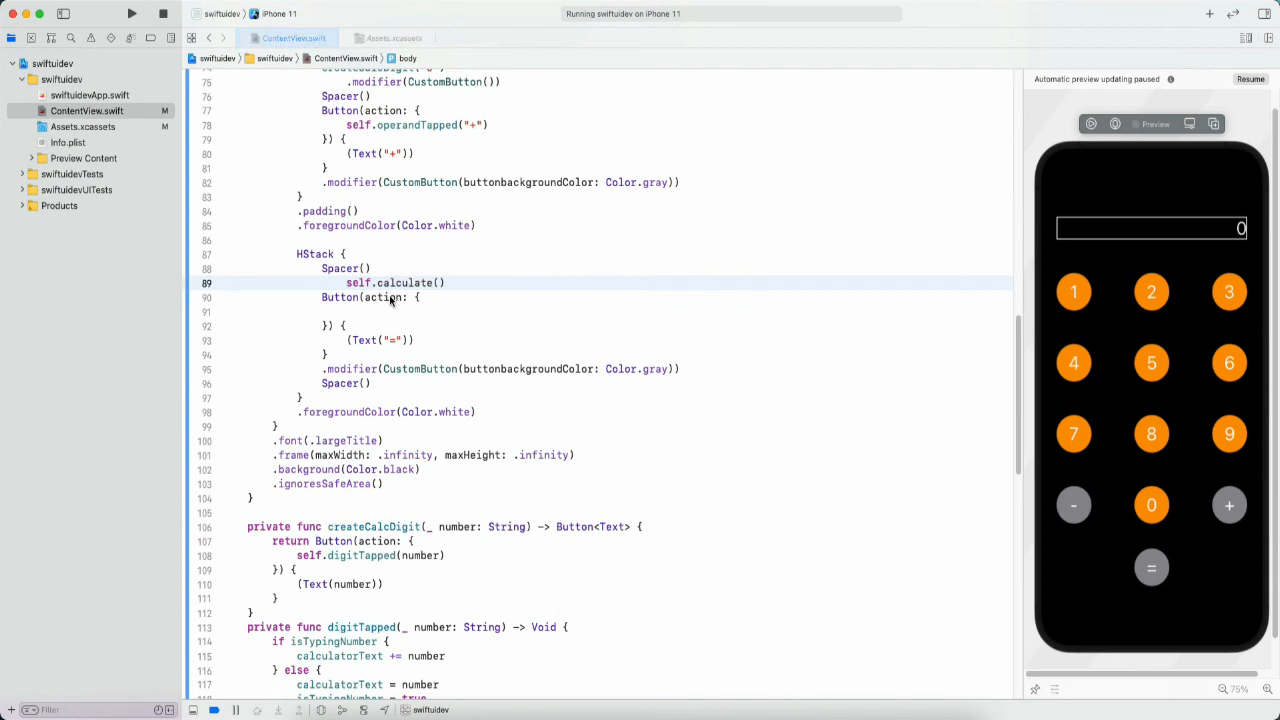 swiftuidev
iPhone 11
Running swiftuidev on iPhone 11
ContentView.swift
Assets.xcassets
swiftuidev
swiftuidev
swiftuidev
ContentView.swift
body
swiftuidev
swiftuidevApp.swift
ContentView.swift M
Assets.xcassets M
Info.plist
Preview Content
swiftuidevTests
swiftuidevUITests
Products
75 .modifier(CustomButton())
76 Spacer()
77 Button(action: {
78 self.operandTapped("+")
79 }) {
80 (Text("+"))
81 }
82 .modifier(CustomButton(buttonbackgroundColor: Color.gray))
83 }
84 .padding()
85 .foregroundColor(Color.white)
86
87 HStack {
88 Spacer()
89 self.calculate()
90 Button(action: {
91
92 }) {
93 (Text("="))
94 }
95 .modifier(CustomButton(buttonbackgroundColor: Color.gray))
96 Spacer()
97 }
98 .foregroundColor(Color.white)
99 }
100 .font(.largeTitle)
101 .frame(maxWidth: .infinity, maxHeight: .infinity)
102 .background(Color.black)
103 .ignoresSafeArea()
104 }
105
106 private func createCalcDigit(_ number: String) -> Button<Text> {
107 return Button(action: {
108 self.digitTapped(number)
109 }) {
110 (Text(number))
111 }
112 }
113 private func digitTapped(_ number: String) -> Void {
114 if isTypingNumber {
115 calculatorText += number
116 } else {
117 calculatorText = number
Automatic preview updating paused
Resume
Preview
0
1 2 3
4 5 6
7 8 9
- 0 +
=
Filter
swiftuidev
75%